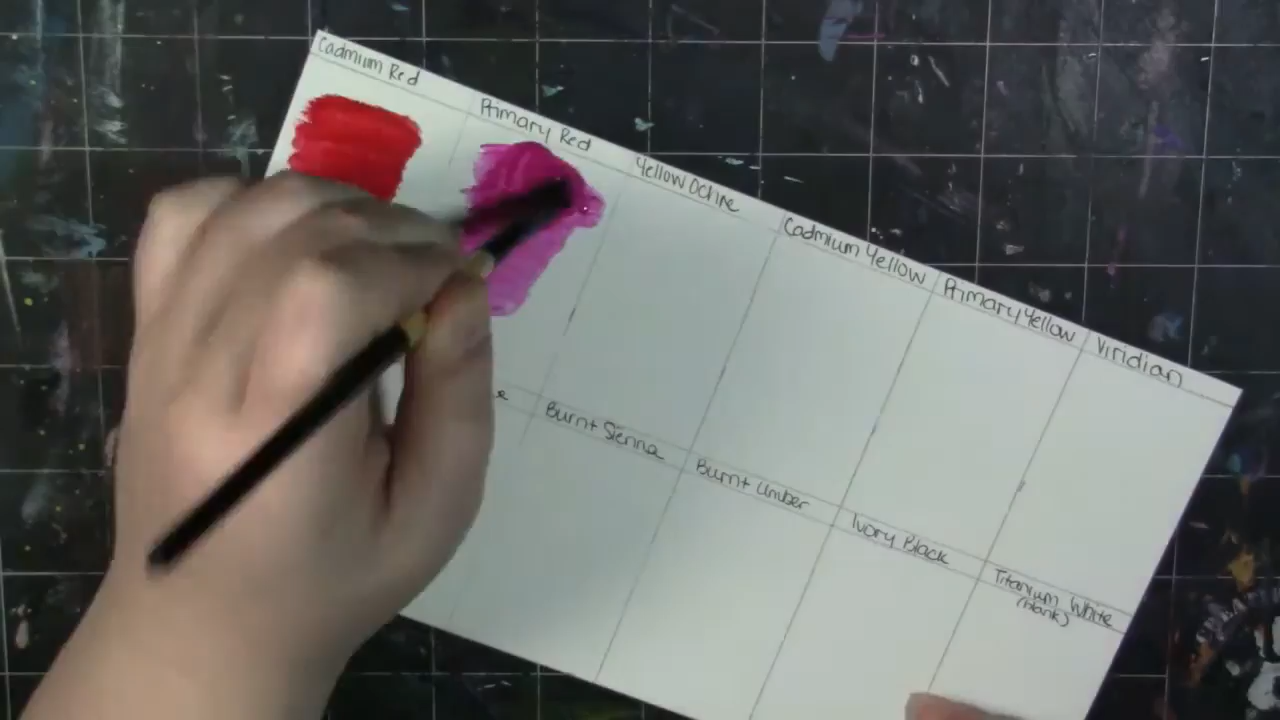 Cadmium Red
Primary Red
Yellow Ochre
Cadmium Yellow
Primary Yellow
Viridian
Burnt Sienna
Burnt Umber
Ivory Black
Titanium White
(blank)